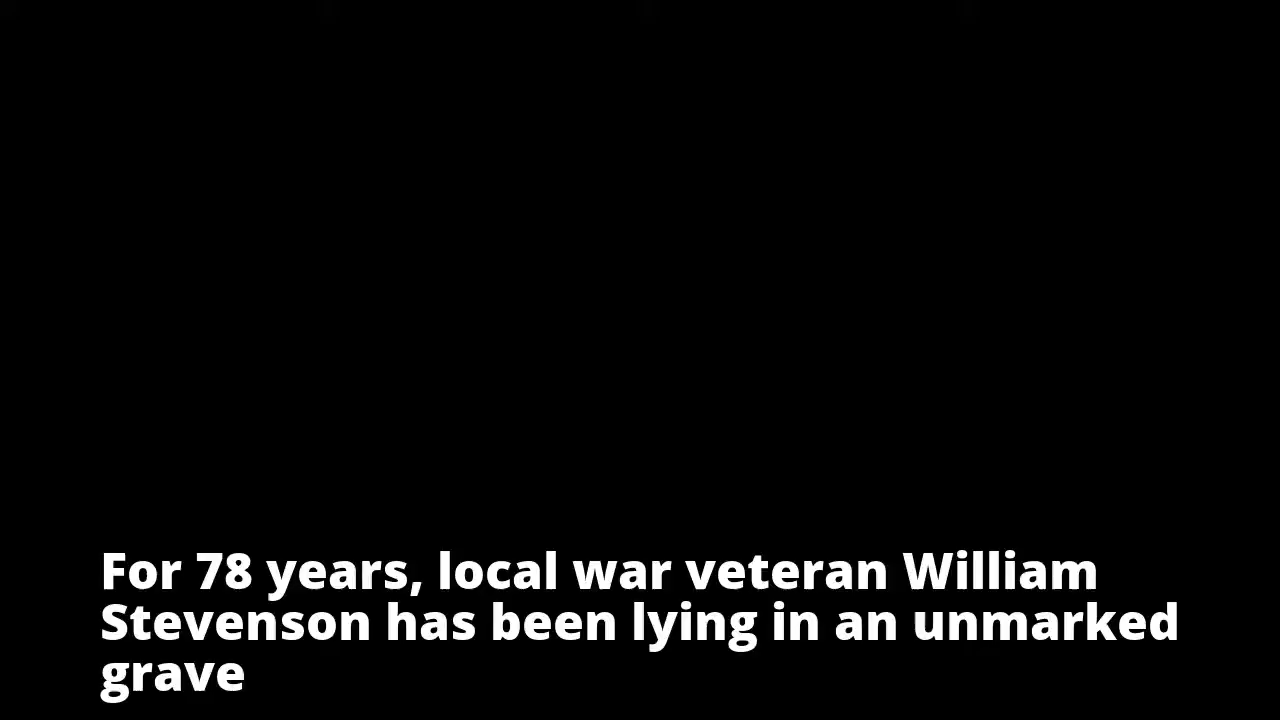 For 78 years, local war veteran William
Stevenson has been lying in an unmarked
grave